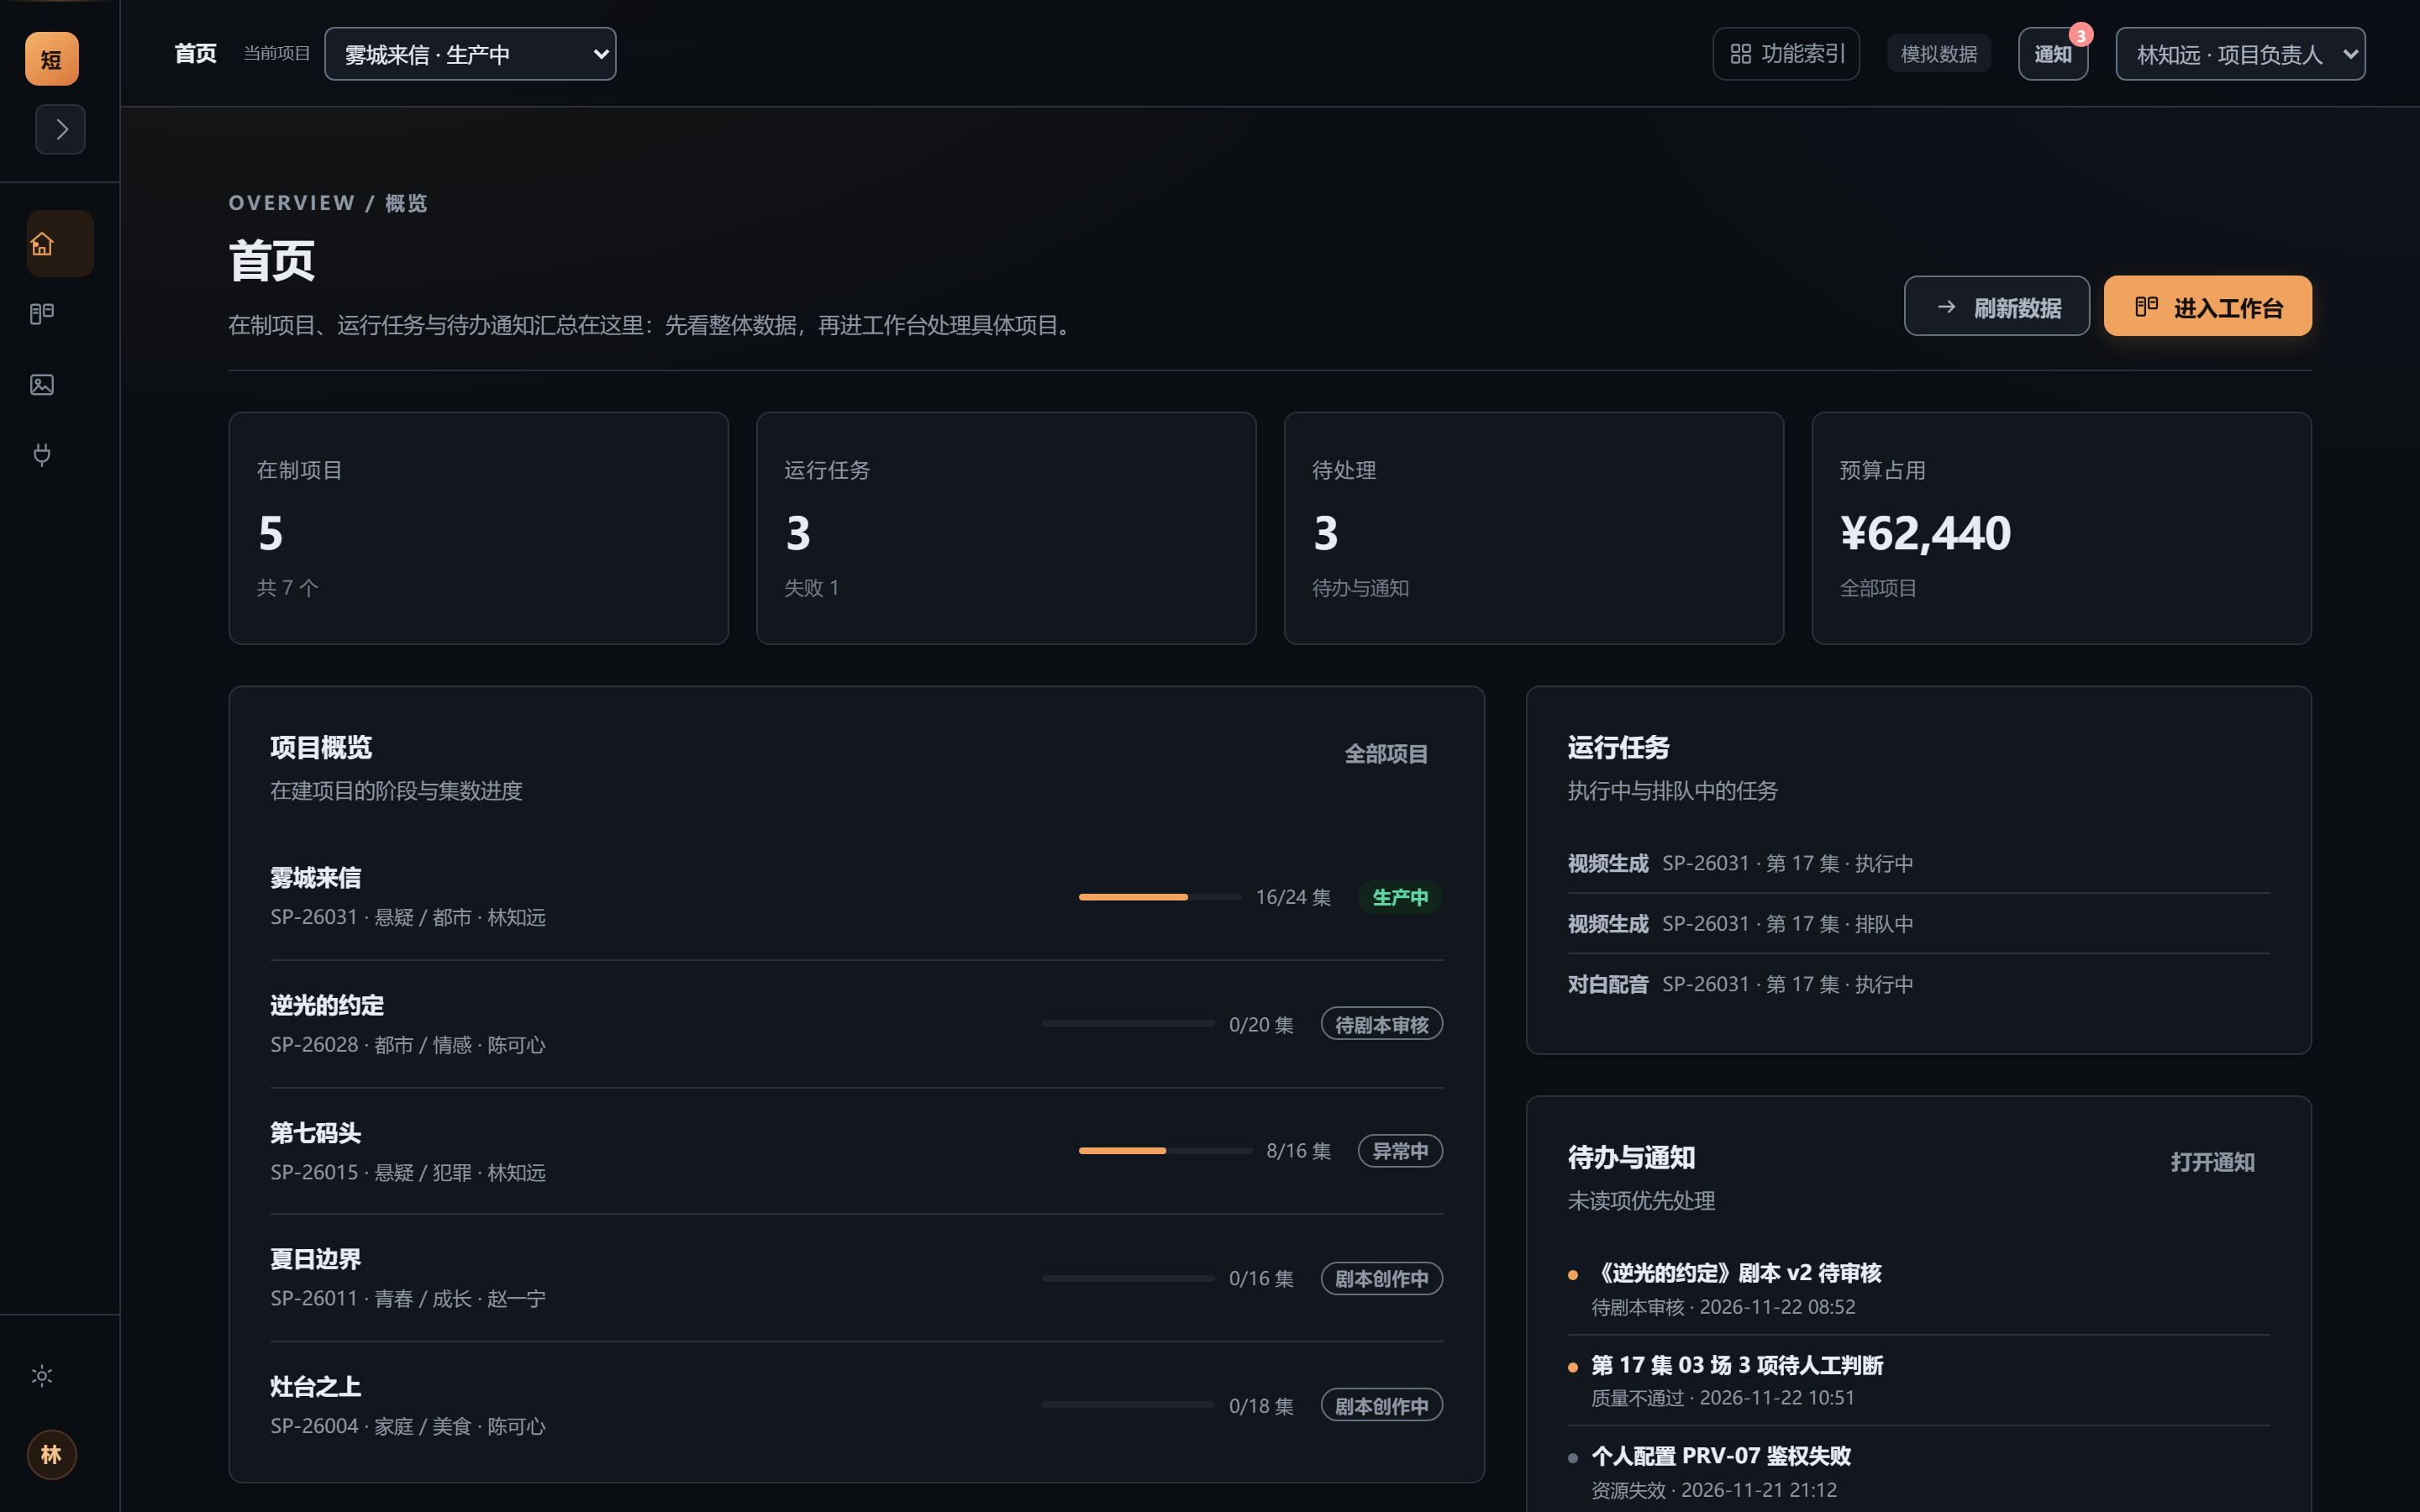 短
首页 当前项目 雾城来信 · 生产中 功能索引 模拟数据 通知 3 林知远 · 项目负责人
OVERVIEW / 概览
首页
在制项目、运行任务与待办通知汇总在这里：先看整体数据，再进工作台处理具体项目。
刷新数据 进入工作台
在制项目
5
共 7 个
运行任务
3
失败 1
待处理
3
待办与通知
预算占用
¥62,440
全部项目
项目概览
在建项目的阶段与集数进度
全部项目
雾城来信
SP-26031 · 悬疑 / 都市 · 林知远
16/24 集 生产中
逆光的约定
SP-26028 · 都市 / 情感 · 陈可心
0/20 集 待剧本审核
第七码头
SP-26015 · 悬疑 / 犯罪 · 林知远
8/16 集 异常中
夏日边界
SP-26011 · 青春 / 成长 · 赵一宁
0/16 集 剧本创作中
灶台之上
SP-26004 · 家庭 / 美食 · 陈可心
0/18 集 剧本创作中
运行任务
执行中与排队中的任务
视频生成 SP-26031 · 第 17 集 · 执行中
视频生成 SP-26031 · 第 17 集 · 排队中
对白配音 SP-26031 · 第 17 集 · 执行中
待办与通知
未读项优先处理
打开通知
《逆光的约定》剧本 v2 待审核
待剧本审核 · 2026-11-22 08:52
第 17 集 03 场 3 项待人工判断
质量不通过 · 2026-11-22 10:51
个人配置 PRV-07 鉴权失败
资源失效 · 2026-11-21 21:12
林